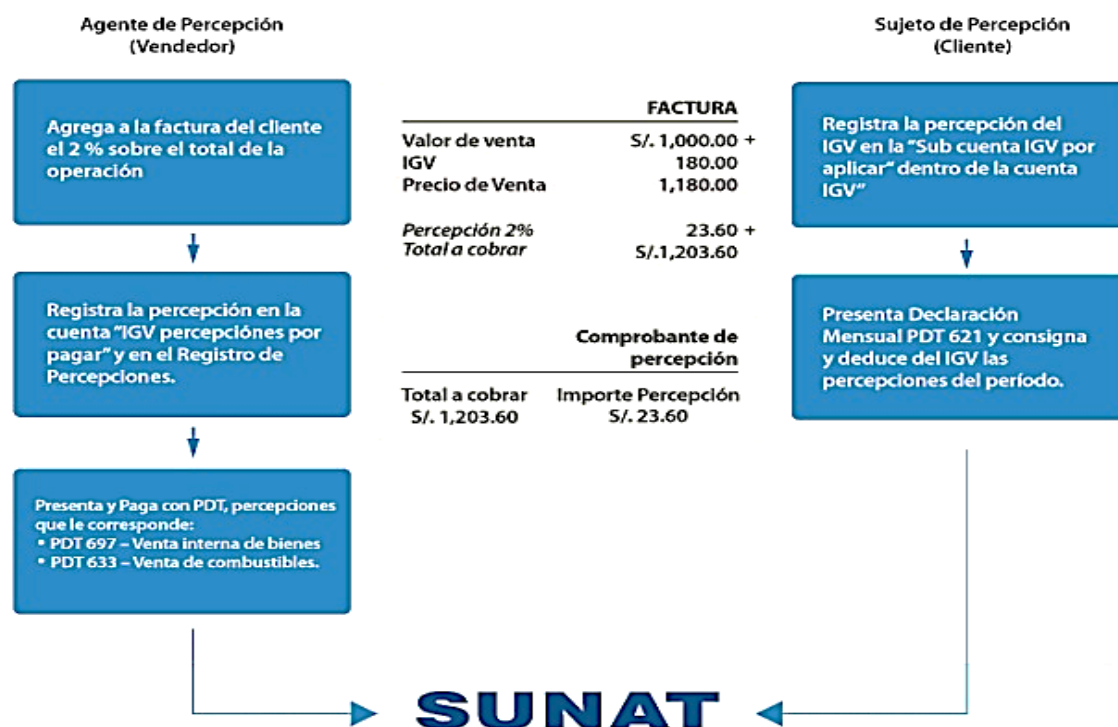 Agente de Percepción
(Vendedor)
Agrega a la factura del cliente
el 2 % sobre el total de la
operación
Registra la percepción en la
cuenta "IGV percepciónes por
pagar" y en el Registro de
Percepciones.
Presenta y Paga con PDT, percepciones
que le corresponde:
• PDT 697 – Venta interna de bienes
• PDT 633 – Venta de combustibles.
FACTURA
Valor de venta S/. 1,000.00 +
IGV 180.00
Precio de Venta 1,180.00
Percepción 2% 23.60 +
Total a cobrar S/.1,203.60
Comprobante de
percepción
Total a cobrar Importe Percepción
S/. 1,203.60 S/. 23.60
Sujeto de Percepción
(Cliente)
Registra la percepción del
IGV en la "Sub cuenta IGV por
aplicar" dentro de la cuenta
IGV"
Presenta Declaración
Mensual PDT 621 y consigna
y deduce del IGV las
percepciones del período.
SUNAT